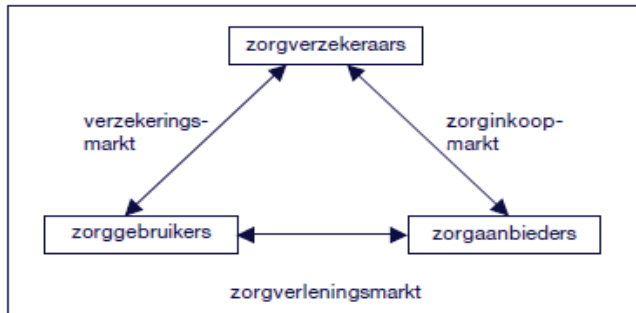 zorgverzekeraars
verzekerings-
markt
zorginkoop-
markt
zorggebruikers
zorgaanbieders
zorgverleningsmarkt